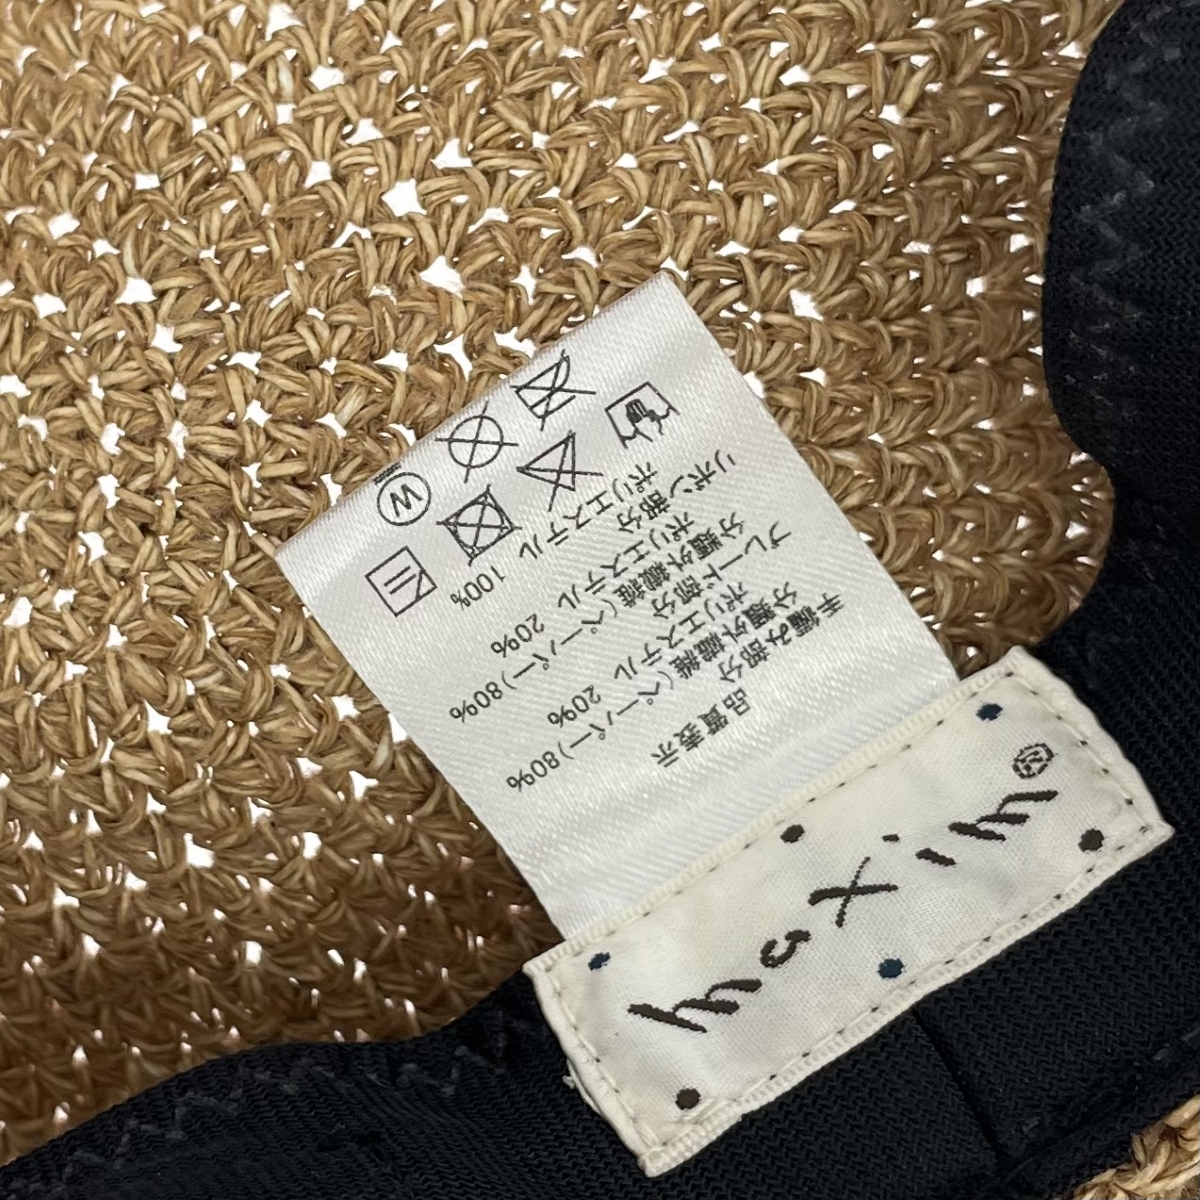 品質表示
手編み部分
分類外繊維(ペーパー)80%
ポリエステル 20%
ブレード部分
分類外繊維(ペーパー)80%
ポリエステル 20%
リボン部分
ポリエステル 100%
W